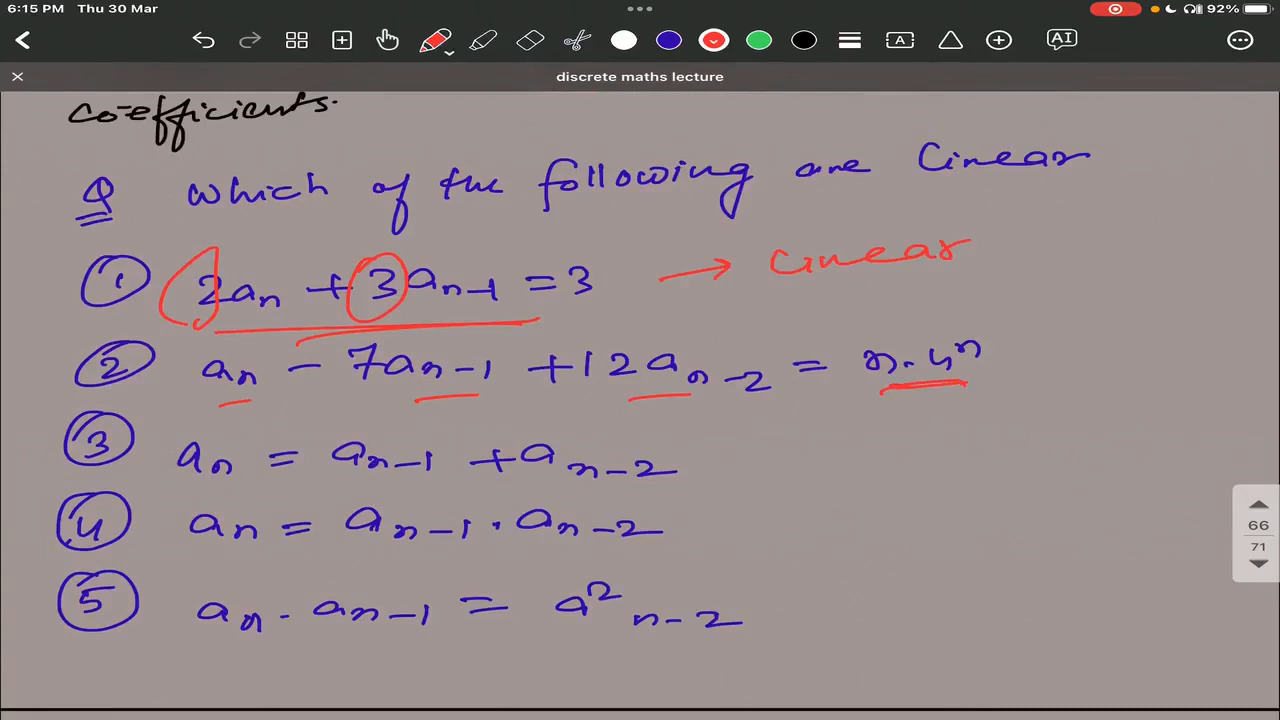 6:15 PM Thu 30 Mar 92%
A AI
discrete maths lecture
co-efficients.
Q Which of the following are Linear
① 2aₙ + 3aₙ₋₁ = 3 → Linear
② aₙ - 7aₙ₋₁ + 12aₙ₋₂ = n·4ⁿ
③ aₙ = aₙ₋₁ + aₙ₋₂
④ aₙ = aₙ₋₁ · aₙ₋₂
66
⑤ aₙ · aₙ₋₁ = a²ₙ₋₂
71